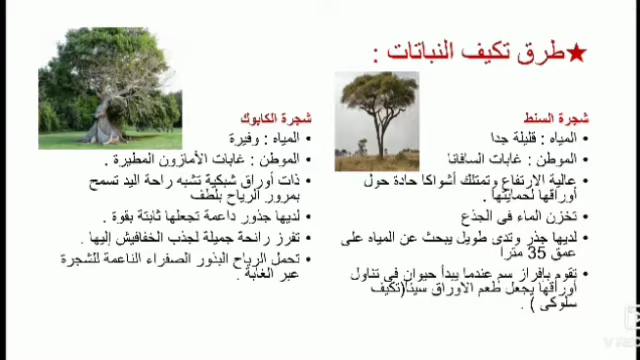 ★طرق تكيف النباتات :
شجرة السنط
• المياه : قليلة جدا
• الموطن : غابات السافانا
• عالية الارتفاع وتمتلك أشواكا حادة حول
أوراقها لحمايتها .
• تخزن الماء فى الجذع
• لديها جذر وتدى طويل يبحث عن المياه على
عمق 35 مترا
• تقوم بإفراز سم عندما يبدأ حيوان فى تناول
أوراقها يجعل طعم الاوراق سيئا(تكيف
سلوكى ) .
شجرة الكابوك
• المياه : وفيرة
• الموطن : غابات الأمازون المطيرة .
• ذات أوراق شبكية تشبه راحة اليد تسمح
بمرور الرياح بلطف
• لديها جذور داعمة تجعلها ثابتة بقوة .
• تفرز رائحة جميلة لجذب الخفافيش إليها .
• تحمل الرياح البذور الصفراء الناعمة للشجرة
عبر الغابة .